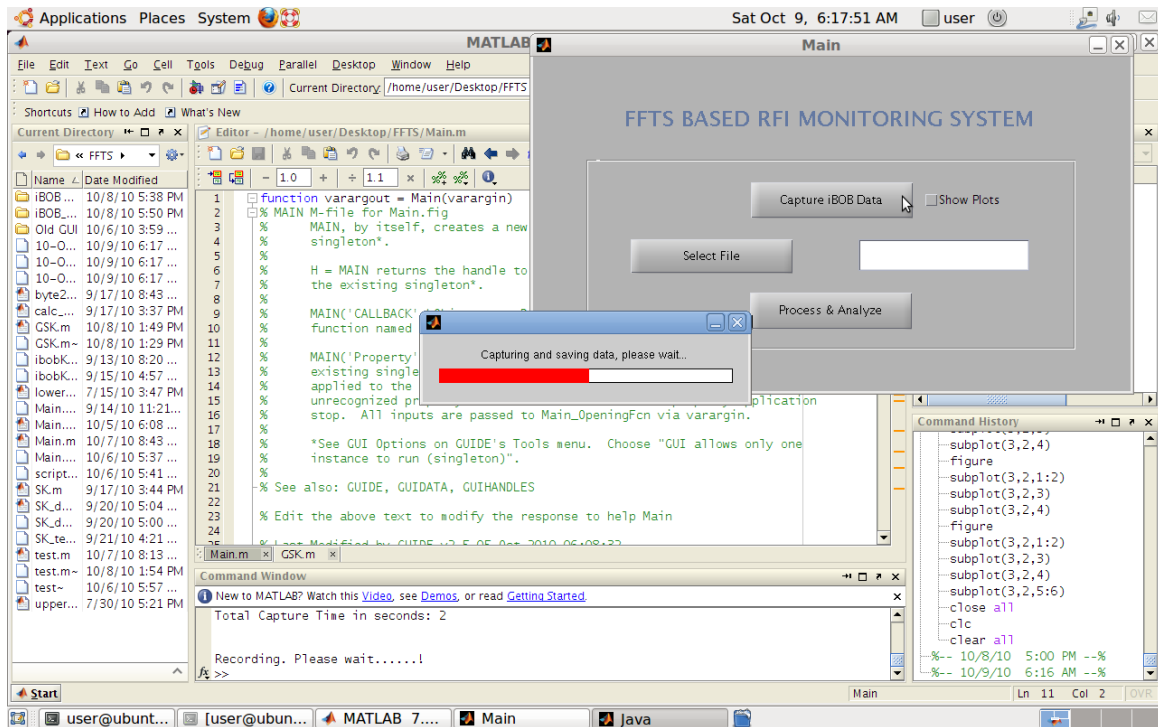 Applications Places System
Sat Oct 9, 6:17:51 AM
user
MATLAB
Main
File Edit Text Go Cell Tools Debug Parallel Desktop Window Help
Current Directory: /home/user/Desktop/FFTS
Shortcuts How to Add What's New
Current Directory
Editor - /home/user/Desktop/FFTS/Main.m
« FFTS
Name Date Modified
iBOB ... 10/8/10 5:38 PM
iBOB_... 10/8/10 5:50 PM
Old GUI 10/6/10 3:59 ...
10-O... 10/9/10 6:17 ...
10-O... 10/9/10 6:17 ...
10-O... 10/9/10 6:17 ...
byte2... 9/17/10 8:43 ...
calc_... 9/17/10 3:37 PM
GSK.m 10/8/10 1:49 PM
GSK.m~ 10/8/10 1:29 PM
ibobK... 9/13/10 8:20 ...
ibobK... 9/15/10 4:57 ...
lower... 7/15/10 3:47 PM
Main.... 9/14/10 11:21...
Main.... 10/5/10 6:08 ...
Main.m 10/7/10 8:43 ...
Main.... 10/6/10 5:37 ...
script... 10/6/10 5:41 ...
SK.m 9/17/10 3:44 PM
SK_d... 9/20/10 5:04 ...
SK_d... 9/20/10 5:00 ...
SK_te... 9/21/10 4:21 ...
test.m 10/7/10 8:13 ...
test.m~ 10/8/10 1:54 PM
test~ 10/6/10 5:57 ...
upper... 7/30/10 5:21 PM
- 1.0 + ÷ 1.1 ×
1 function varargout = Main(varargin)
2 % MAIN M-file for Main.fig
3 % MAIN, by itself, creates a new
4 % singleton*.
5 %
6 % H = MAIN returns the handle to
7 % the existing singleton*.
8 %
9 % MAIN('CALLBACK'
10 % function named
11 %
12 % MAIN('Property'
13 % existing single
14 % applied to the
15 % unrecognized pr application
16 % stop. All inputs are passed to Main_OpeningFcn via varargin.
17 %
18 % *See GUI Options on GUIDE's Tools menu. Choose "GUI allows only one
19 % instance to run (singleton)".
20 %
21 % See also: GUIDE, GUIDATA, GUIHANDLES
22
23 % Edit the above text to modify the response to help Main
24
25 % Last Modified by GUIDE v2.5 05-Oct-2010 06:08:32
Main.m × GSK.m ×
FFTS BASED RFI MONITORING SYSTEM
Capture iBOB Data
Show Plots
Select File
Process & Analyze
Capturing and saving data, please wait...
Command Window
New to MATLAB? Watch this Video, see Demos, or read Getting Started.
Total Capture Time in seconds: 2
Recording. Please wait......!
fx >>
Command History
subplot(3,2,4)
figure
subplot(3,2,1:2)
subplot(3,2,3)
subplot(3,2,4)
figure
subplot(3,2,1:2)
subplot(3,2,3)
subplot(3,2,4)
subplot(3,2,5:6)
close all
clc
clear all
%-- 10/8/10 5:00 PM --%
%-- 10/9/10 6:16 AM --%
Start
Main
Ln 11 Col 2 OVR
user@ubunt...
[user@ubun...
MATLAB 7....
Main
Java